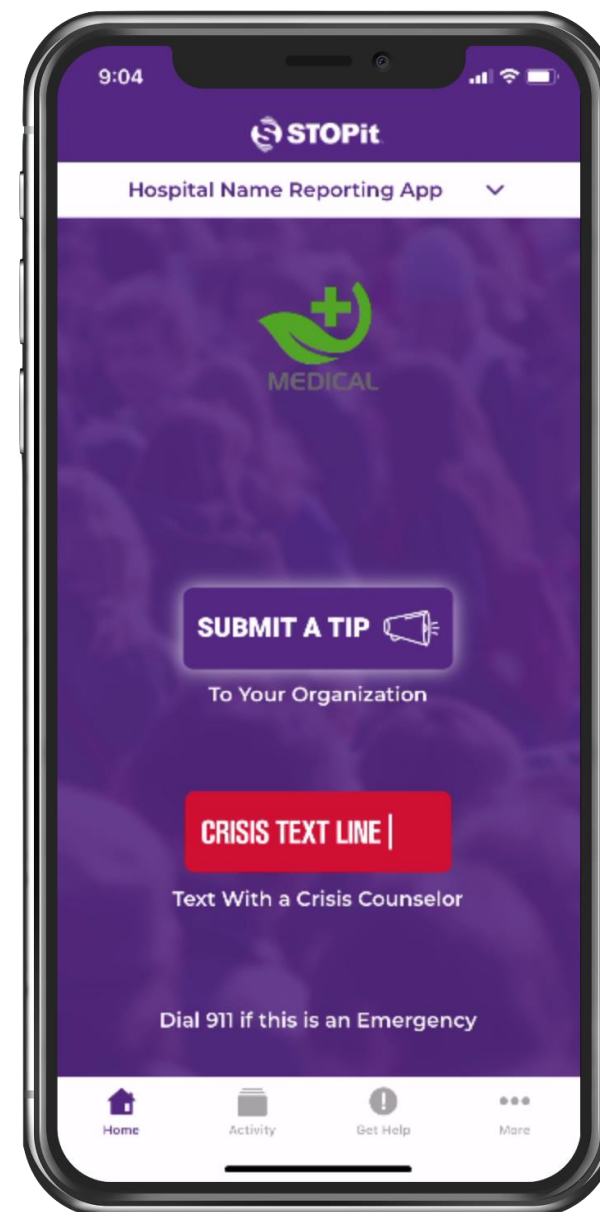 9:04
STOPit
Hospital Name Reporting App
MEDICAL
SUBMIT A TIP
To Your Organization
CRISIS TEXT LINE |
Text With a Crisis Counselor
Dial 911 if this is an Emergency
Home Activity Get Help More